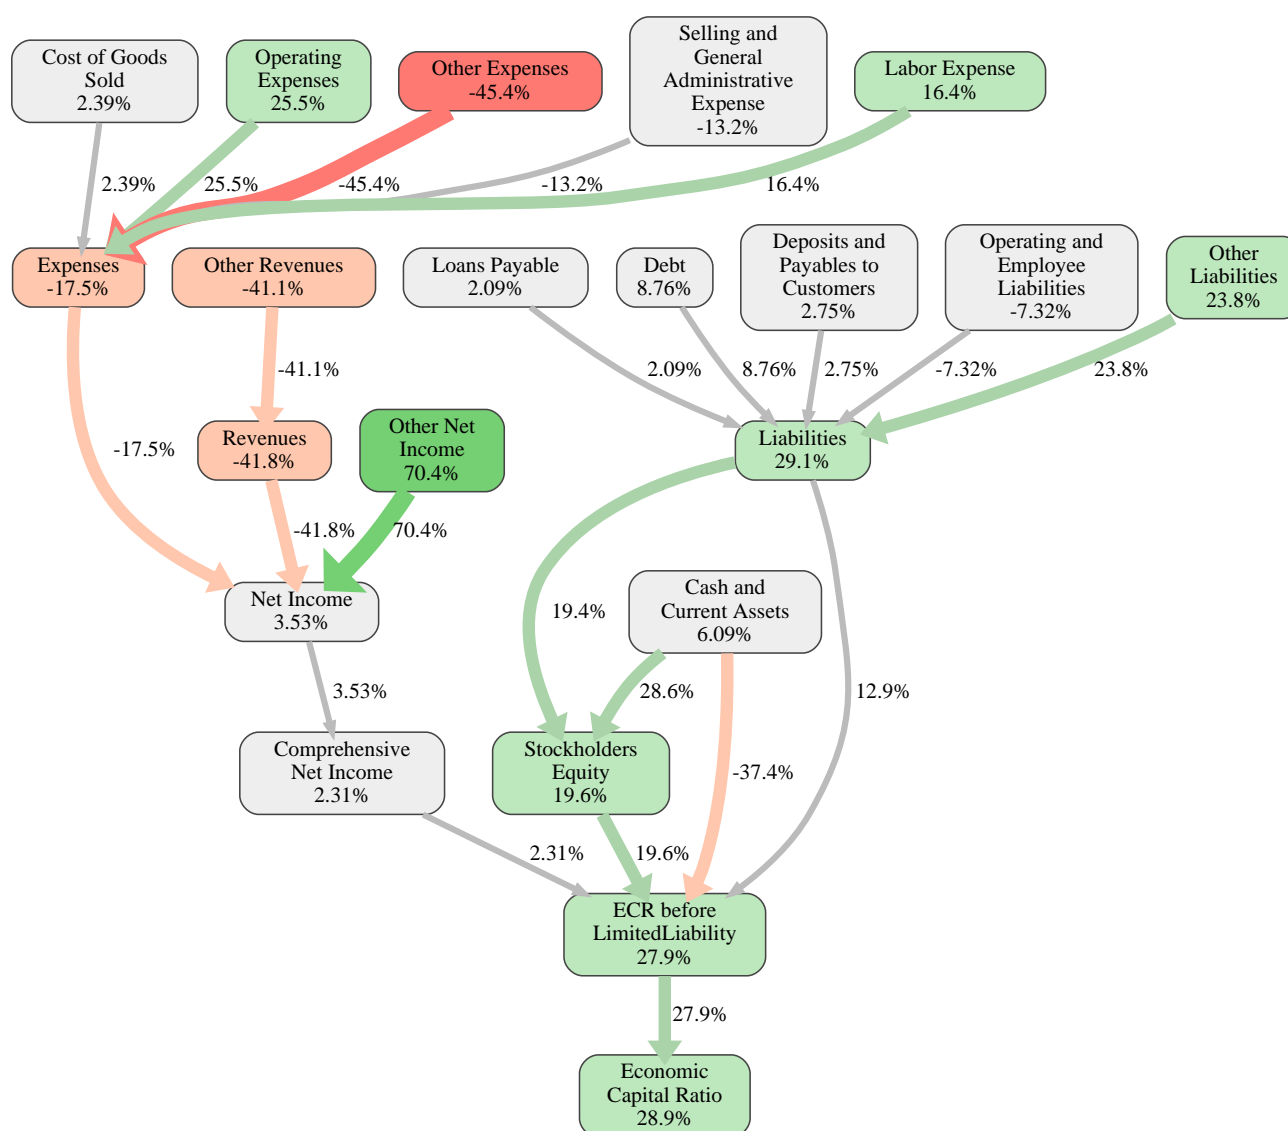 Cost of Goods
Sold
2.39%
Operating
Expenses
25.5%
Other Expenses
-45.4%
Selling and
General
Administrative
Expense
-13.2%
Labor Expense
16.4%
2.39%
25.5%
-45.4%
-13.2%
16.4%
Expenses
-17.5%
Other Revenues
-41.1%
Loans Payable
2.09%
Debt
8.76%
Deposits and
Payables to
Customers
2.75%
Operating and
Employee
Liabilities
-7.32%
Other
Liabilities
23.8%
-41.1%
2.09%
8.76%
2.75%
-7.32%
23.8%
-17.5%
Revenues
-41.8%
Other Net
Income
70.4%
Liabilities
29.1%
-41.8%
70.4%
Net Income
3.53%
19.4%
Cash and
Current Assets
6.09%
3.53%
28.6%
12.9%
Comprehensive
Net Income
2.31%
Stockholders
Equity
19.6%
-37.4%
2.31%
19.6%
ECR before
LimitedLiability
27.9%
27.9%
Economic
Capital Ratio
28.9%